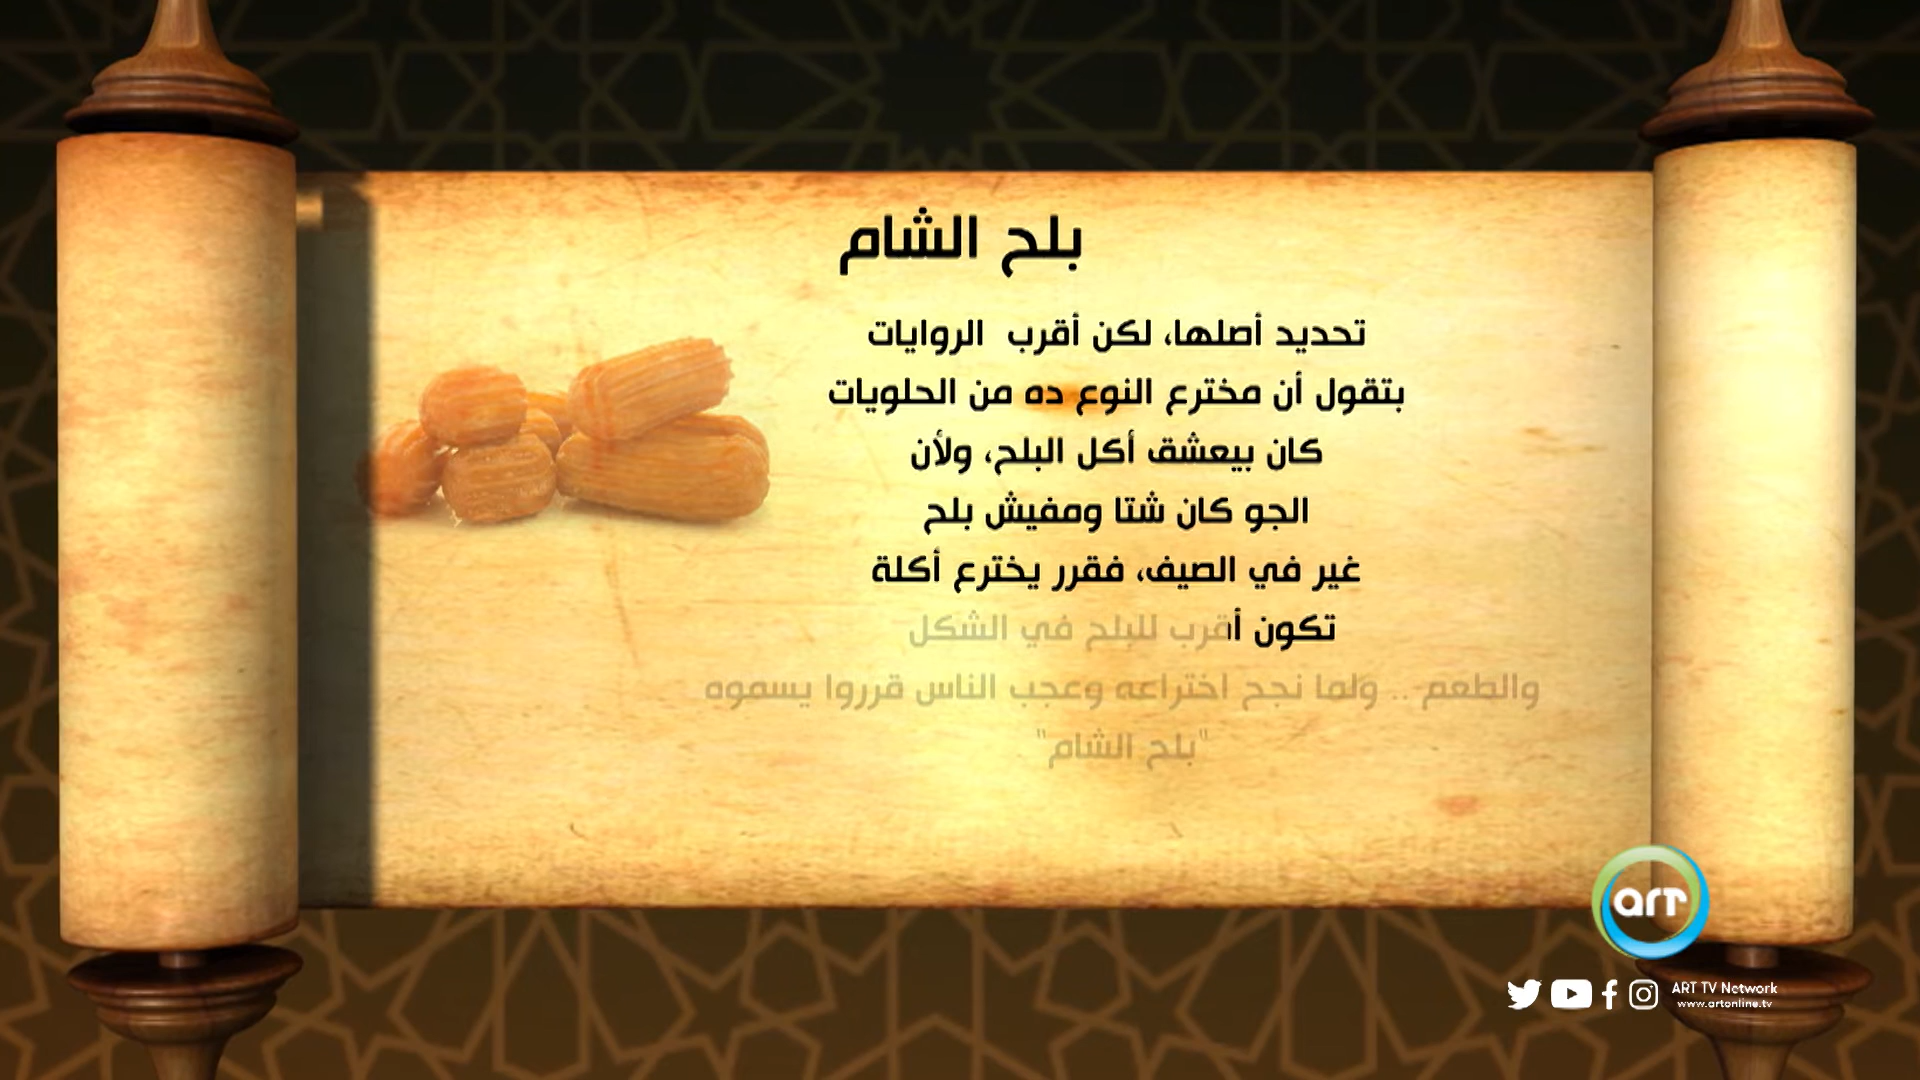 بلح الشام
تحديد أصلها، لكن أقرب الروايات
بتقول أن مخترع النوع ده من الحلويات
كان بيعشق أكل البلح، ولأن
الجو كان شتا ومفيش بلح
غير في الصيف، فقرر يخترع أكلة
تكون أقرب للبلح في الشكل
والطعم .. ولما نجح اختراعه وعجب الناس قرروا يسموه
"بلح الشام"
art
ART TV Network
www.artonline.tv